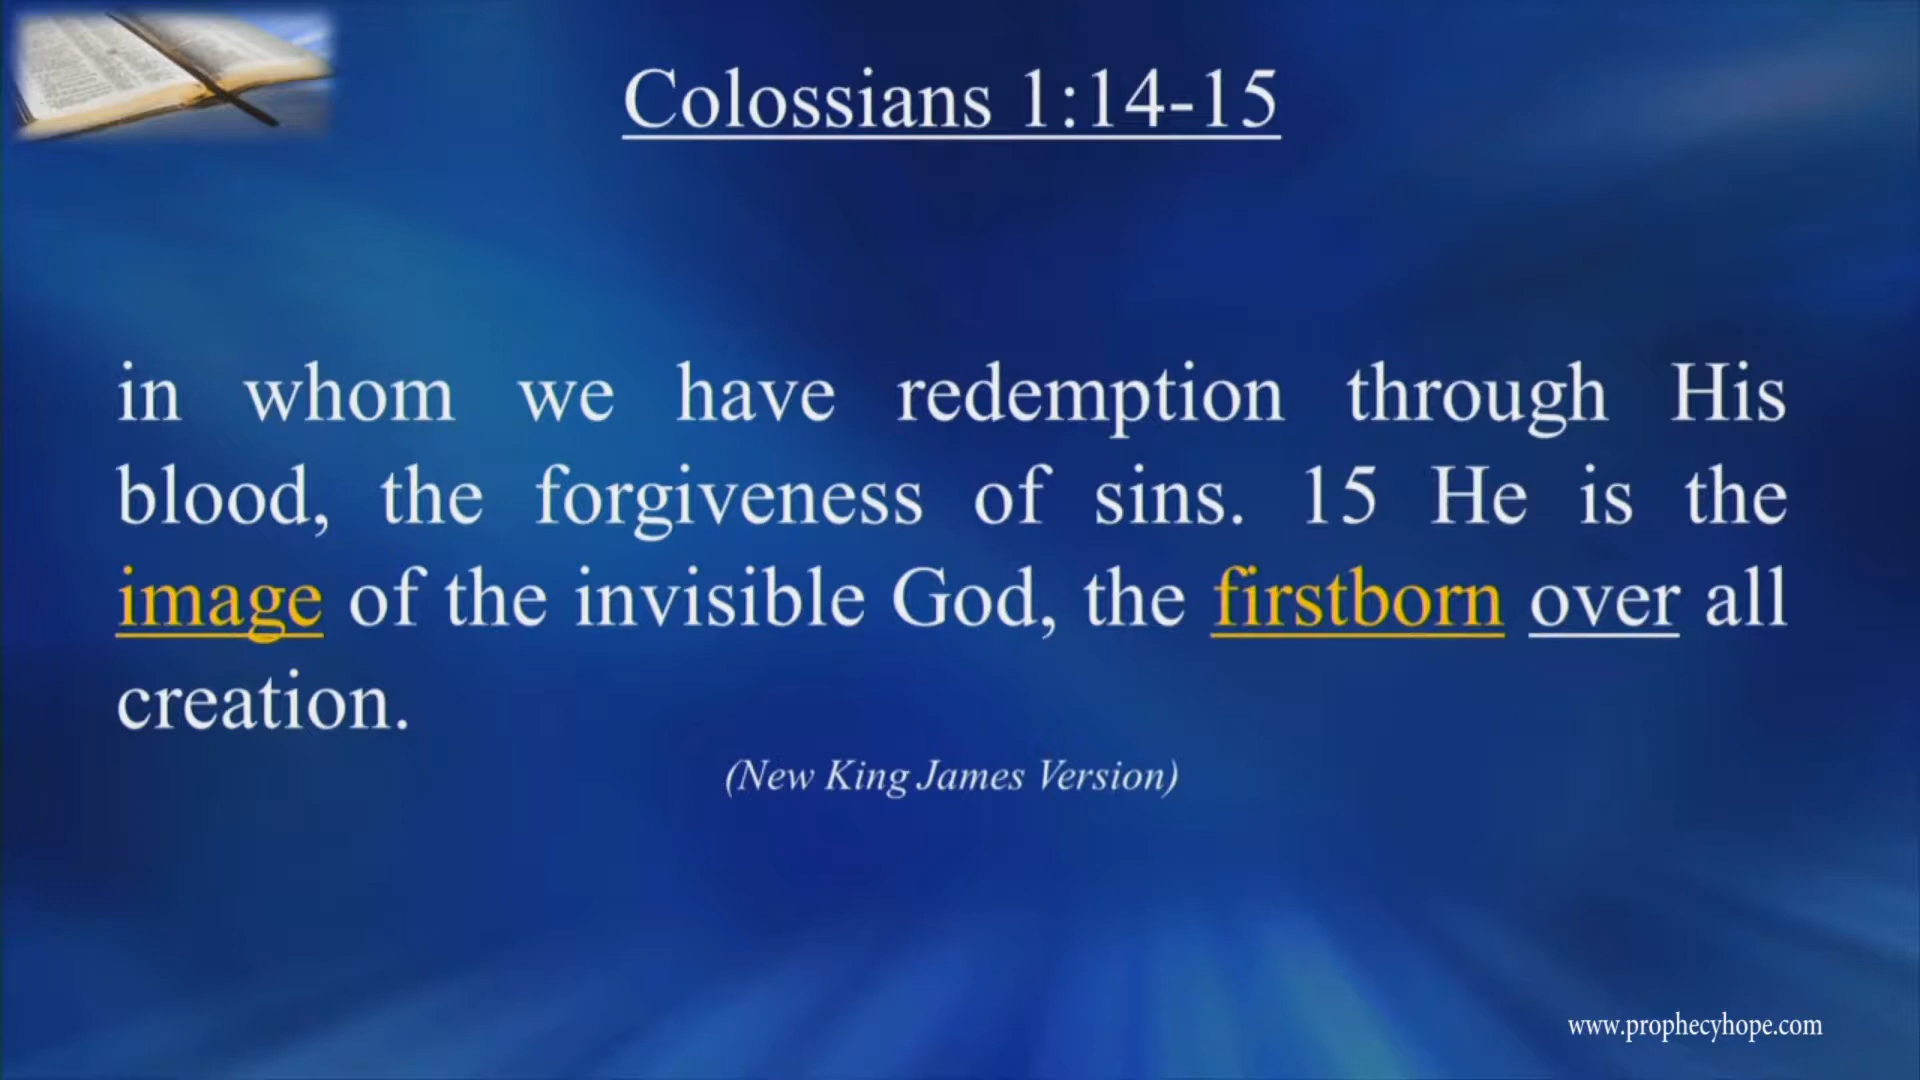 Colossians 1:14-15
in whom we have redemption through His
blood, the forgiveness of sins. 15 He is the
image of the invisible God, the firstborn over all
creation.
(New King James Version)
www.prophecyhope.com